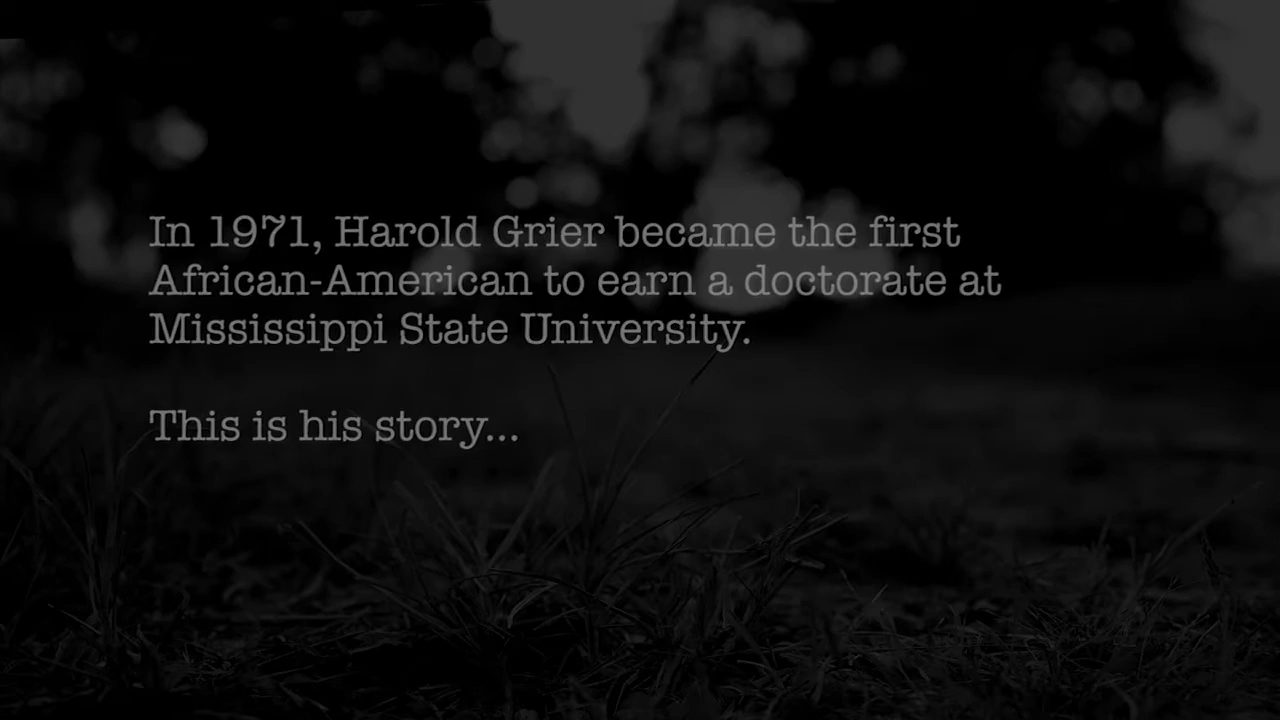 In 1971, Harold Grier became the first
African-American to earn a doctorate at
Mississippi State University.
This is his story...